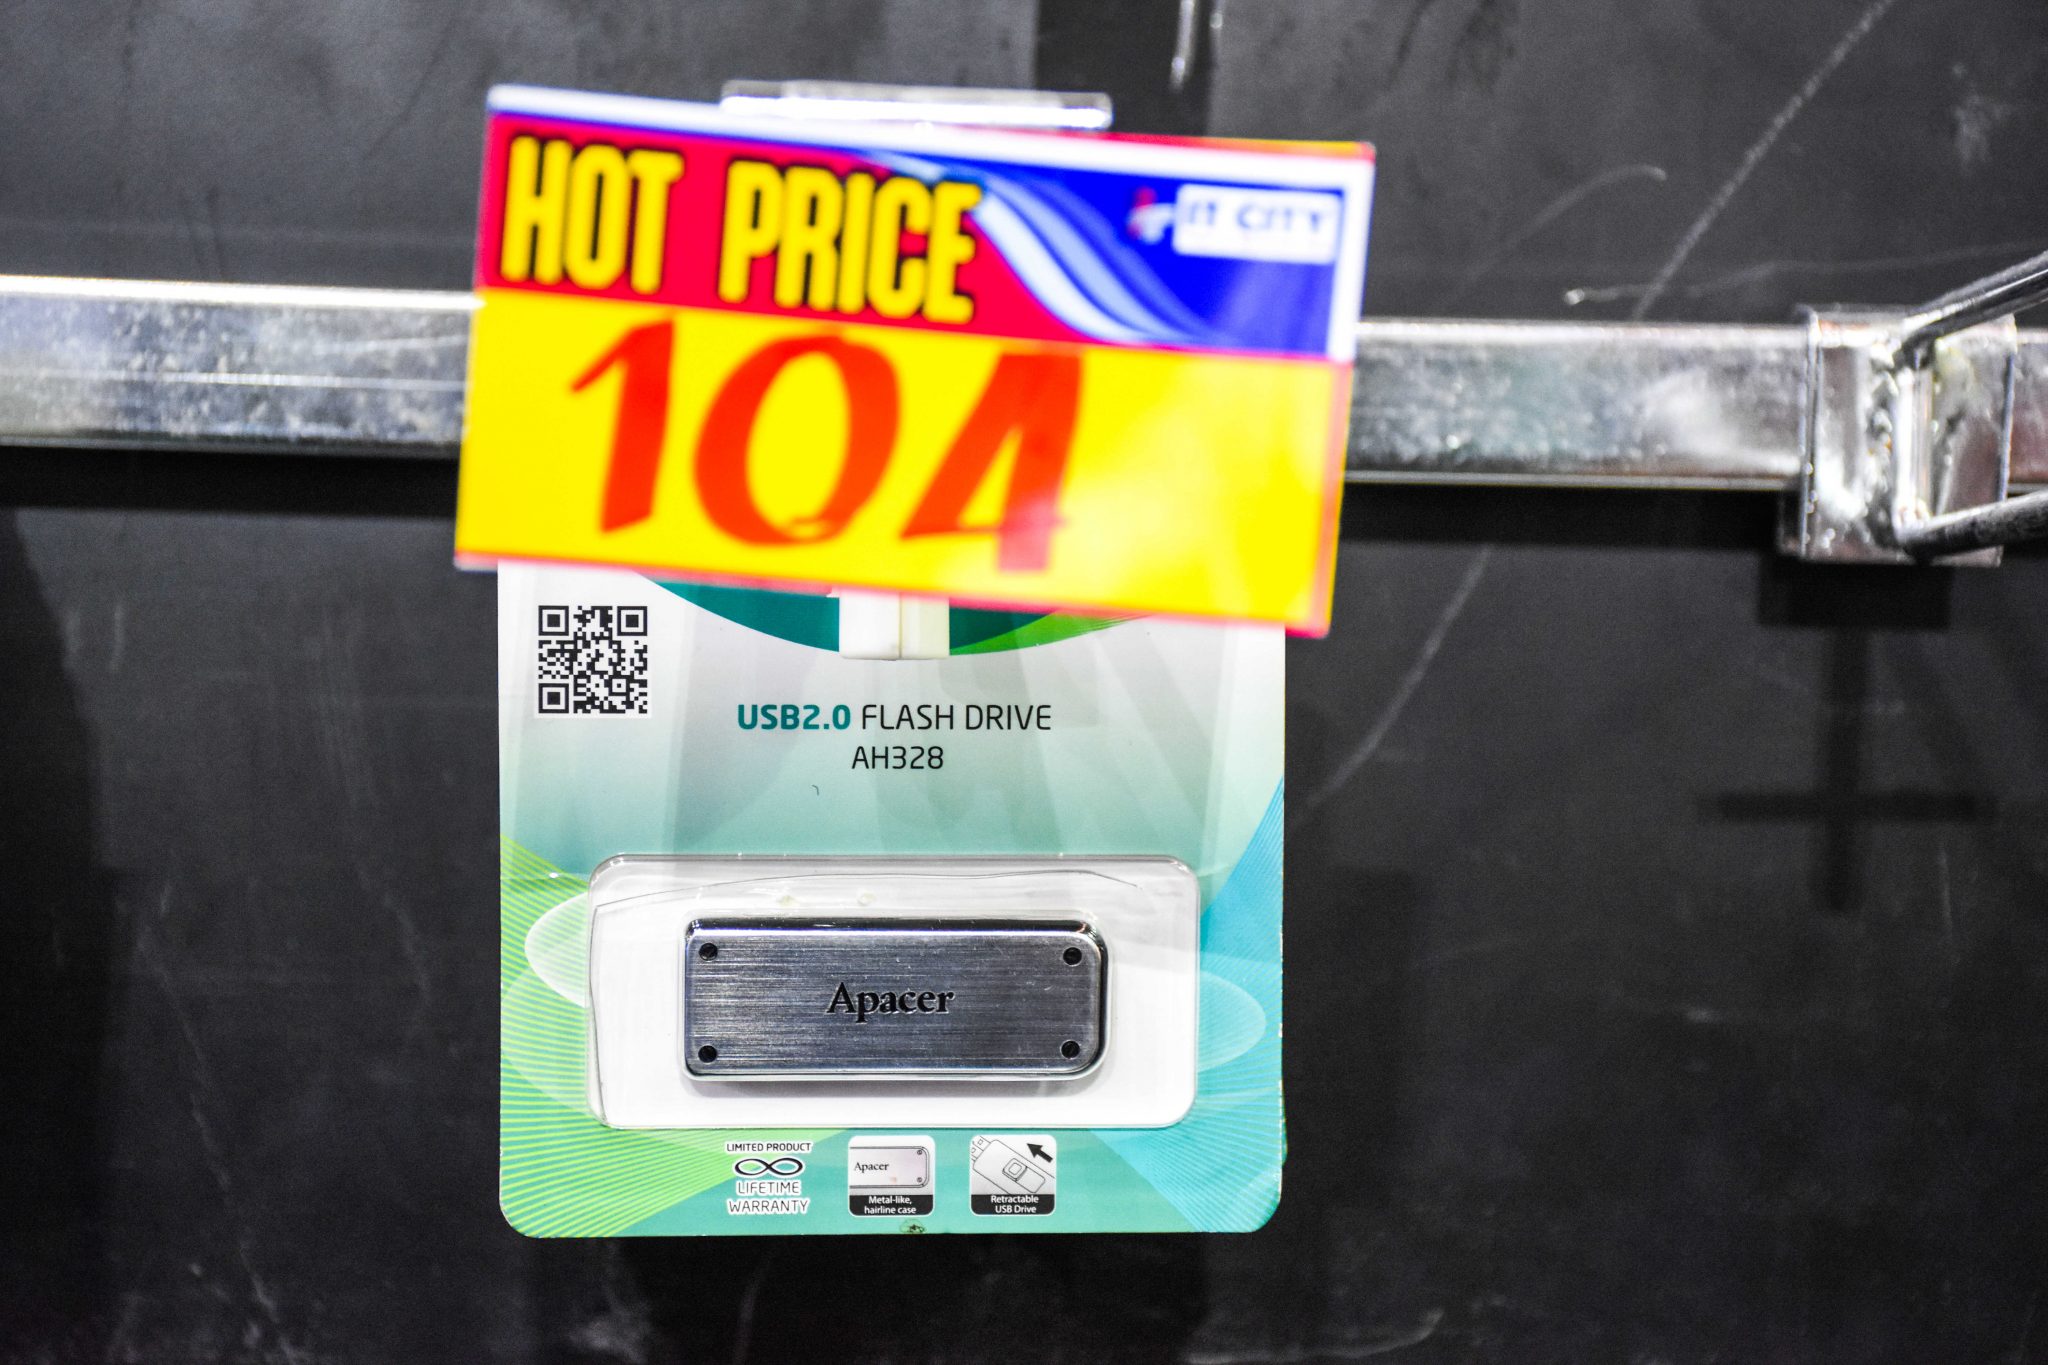 HOT PRICE
IT CITY
104
USB2.0 FLASH DRIVE
AH328
Apacer
LIMITED PRODUCT
LIFETIME
WARRANTY
Apacer
Metal-like,
hairline case
Retractable
USB Drive